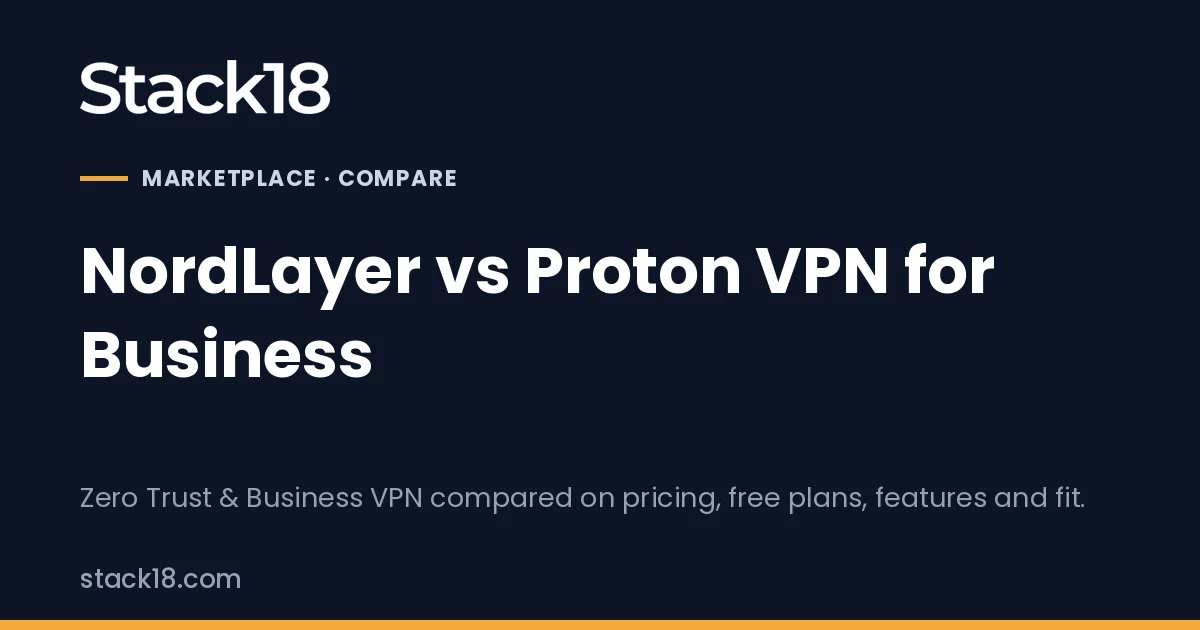 Stack18
MARKETPLACE · COMPARE
NordLayer vs Proton VPN for
Business
Zero Trust & Business VPN compared on pricing, free plans, features and fit.
stack18.com